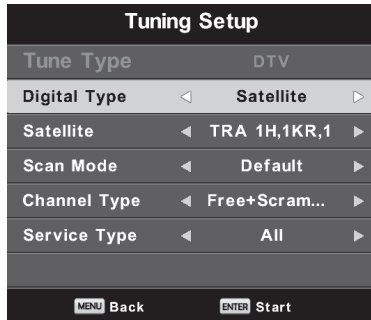 Tuning Setup
Tune Type DTV
Digital Type Satellite
Satellite TRA 1H,1KR,1
Scan Mode Default
Channel Type Free+Scram...
Service Type All
MENU Back ENTER Start